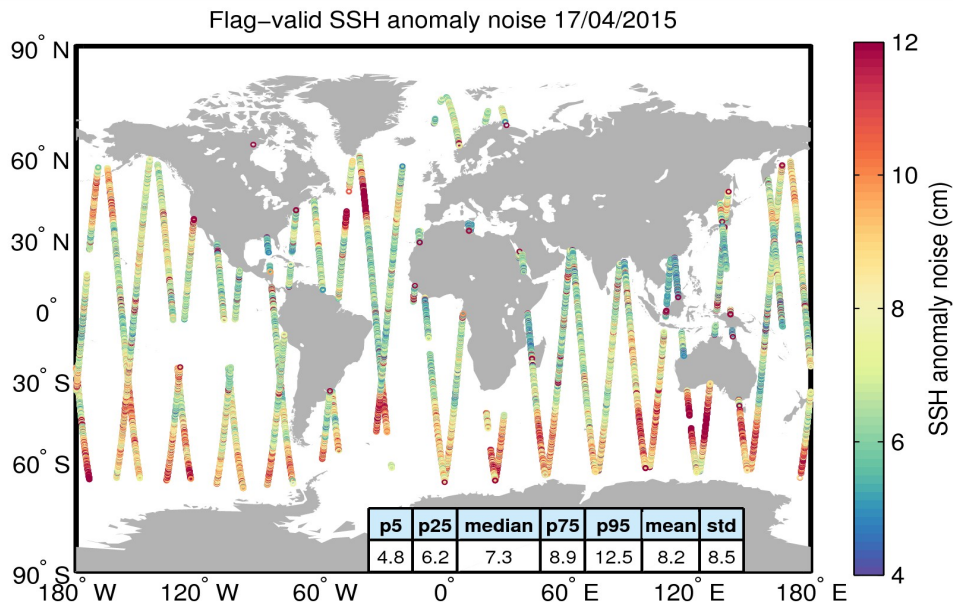 Flag−valid SSH anomaly noise 17/04/2015
90° N
60° N
30° N
0°
30° S
60° S
90° S
180° W
120° W
60° W
0°
60° E
120° E
180° E
p5 p25 median p75 p95 mean std
4.8 6.2 7.3 8.9 12.5 8.2 8.5
12
10
8
6
4
SSH anomaly noise (cm)